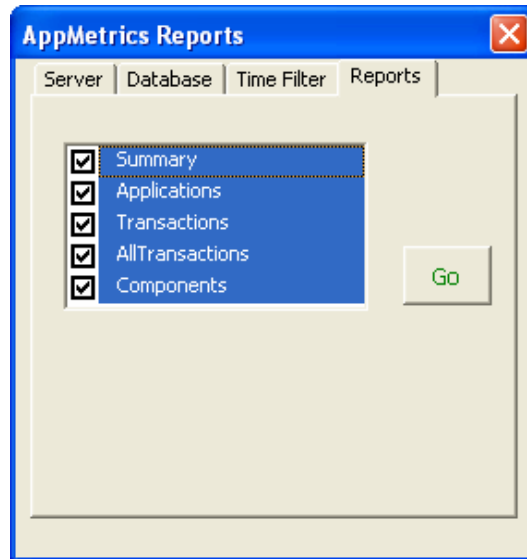 AppMetrics Reports
Server Database Time Filter Reports
Summary
Applications
Transactions
AllTransactions
Components
Go